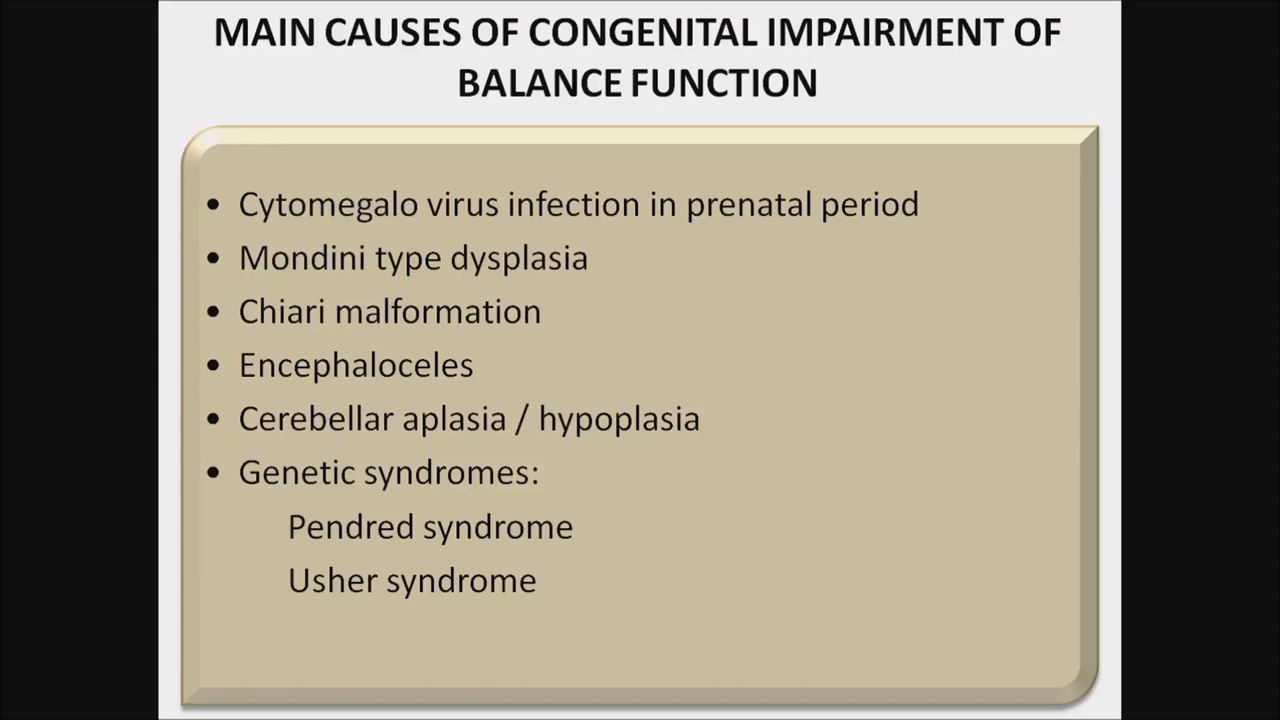 MAIN CAUSES OF CONGENITAL IMPAIRMENT OF
BALANCE FUNCTION
• Cytomegalo virus infection in prenatal period
• Mondini type dysplasia
• Chiari malformation
• Encephaloceles
• Cerebellar aplasia / hypoplasia
• Genetic syndromes:
Pendred syndrome
Usher syndrome